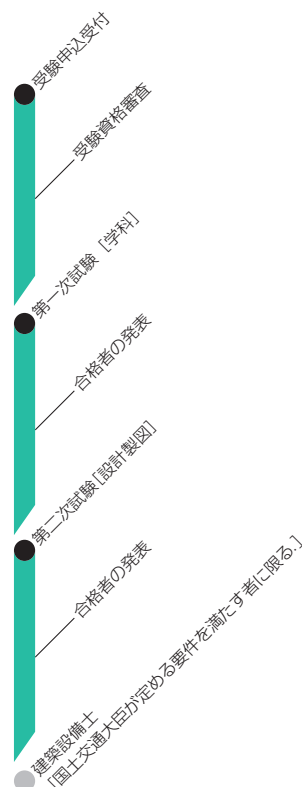 受験申込受付
受験資格審査
第一次試験［学科］
合格者の発表
第二次試験［設計製図］
合格者の発表
建築設備士
［国土交通大臣が定める要件を満たす者に限る.］